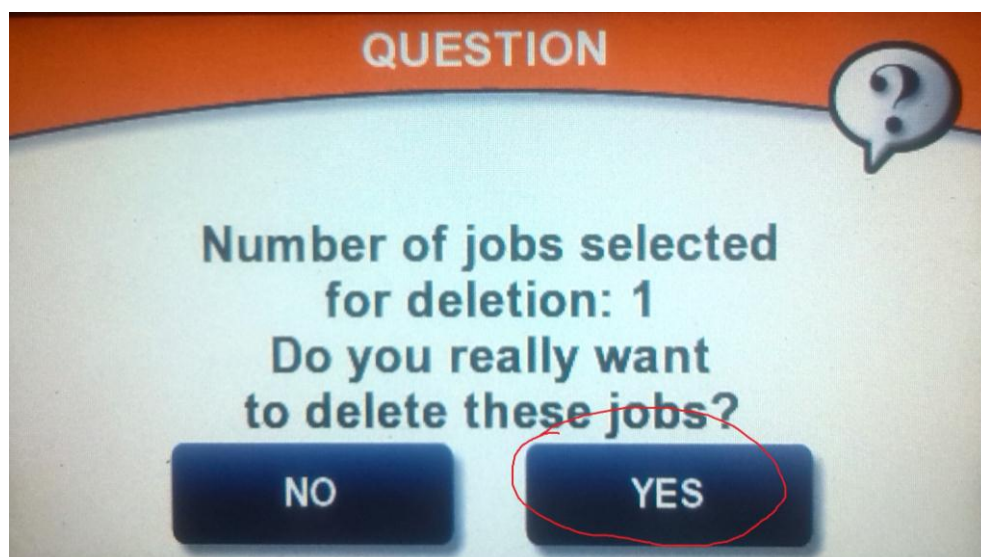 QUESTION
?
Number of jobs selected
for deletion: 1
Do you really want
to delete these jobs?
NO
YES